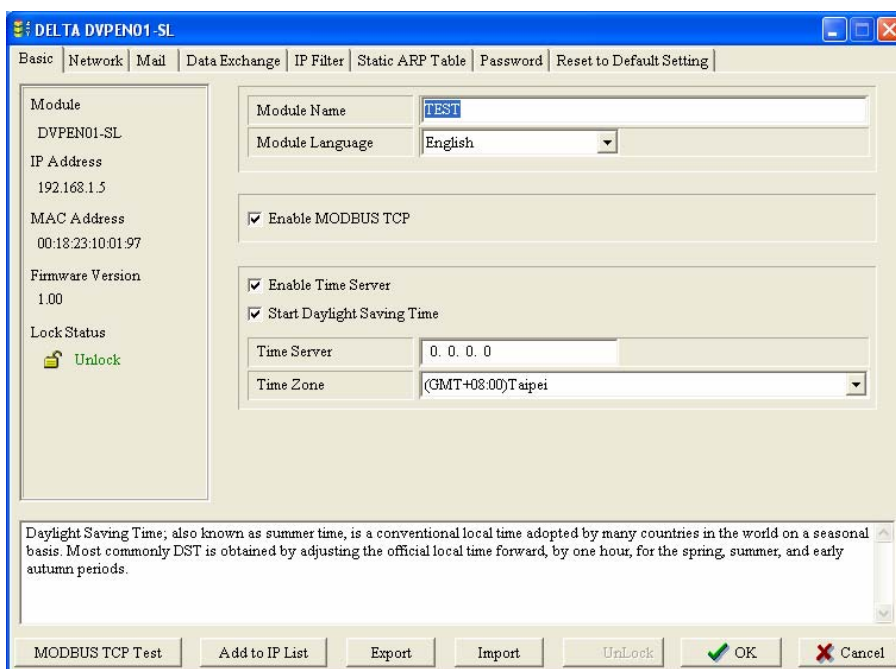 DELTA DVPEN01-SL
Basic Network Mail Data Exchange IP Filter Static ARP Table Password Reset to Default Setting
Module
DVPEN01-SL
IP Address
192.168.1.5
MAC Address
00:18:23:10:01:97
Firmware Version
1.00
Lock Status
Unlock
Module Name TEST
Module Language English
Enable MODBUS TCP
Enable Time Server
Start Daylight Saving Time
Time Server 0. 0. 0. 0
Time Zone (GMT+08:00)Taipei
Daylight Saving Time; also known as summer time, is a conventional local time adopted by many countries in the world on a seasonal
basis. Most commonly DST is obtained by adjusting the official local time forward, by one hour, for the spring, summer, and early
autumn periods.
MODBUS TCP Test Add to IP List Export Import UnLock OK Cancel